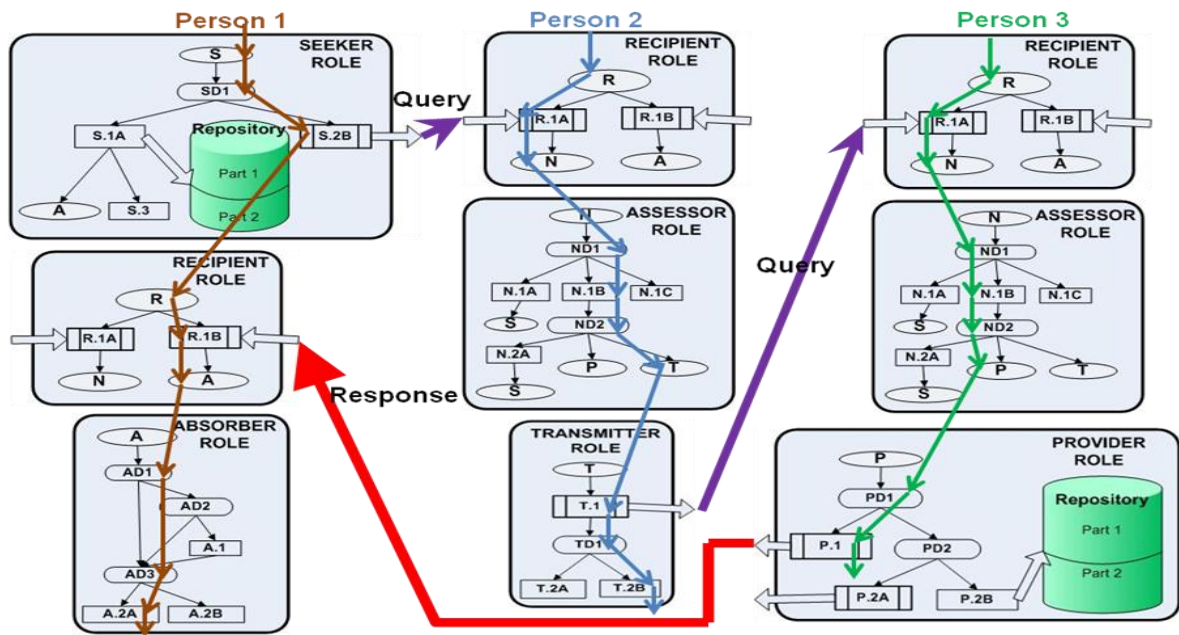 Person 1
SEEKER
ROLE
S
SD1
S.1A
Repository
S.2B
Part 1
Part 2
A
S.3
RECIPIENT
ROLE
R
R.1A
R.1B
N
A
ABSORBER
ROLE
A
AD1
AD2
A.1
AD3
A.2A
A.2B
Query
Response
Person 2
RECIPIENT
ROLE
R
R.1A
R.1B
N
A
ASSESSOR
ROLE
N
ND1
N.1A
N.1B
N.1C
S
ND2
N.2A
P
T
S
TRANSMITTER
ROLE
T
T.1
TD1
T.2A
T.2B
Query
Person 3
RECIPIENT
ROLE
R
R.1A
R.1B
N
A
ASSESSOR
ROLE
N
ND1
N.1A
N.1B
N.1C
S
ND2
N.2A
P
T
S
PROVIDER
ROLE
P
PD1
P.1
PD2
P.2A
P.2B
Repository
Part 1
Part 2